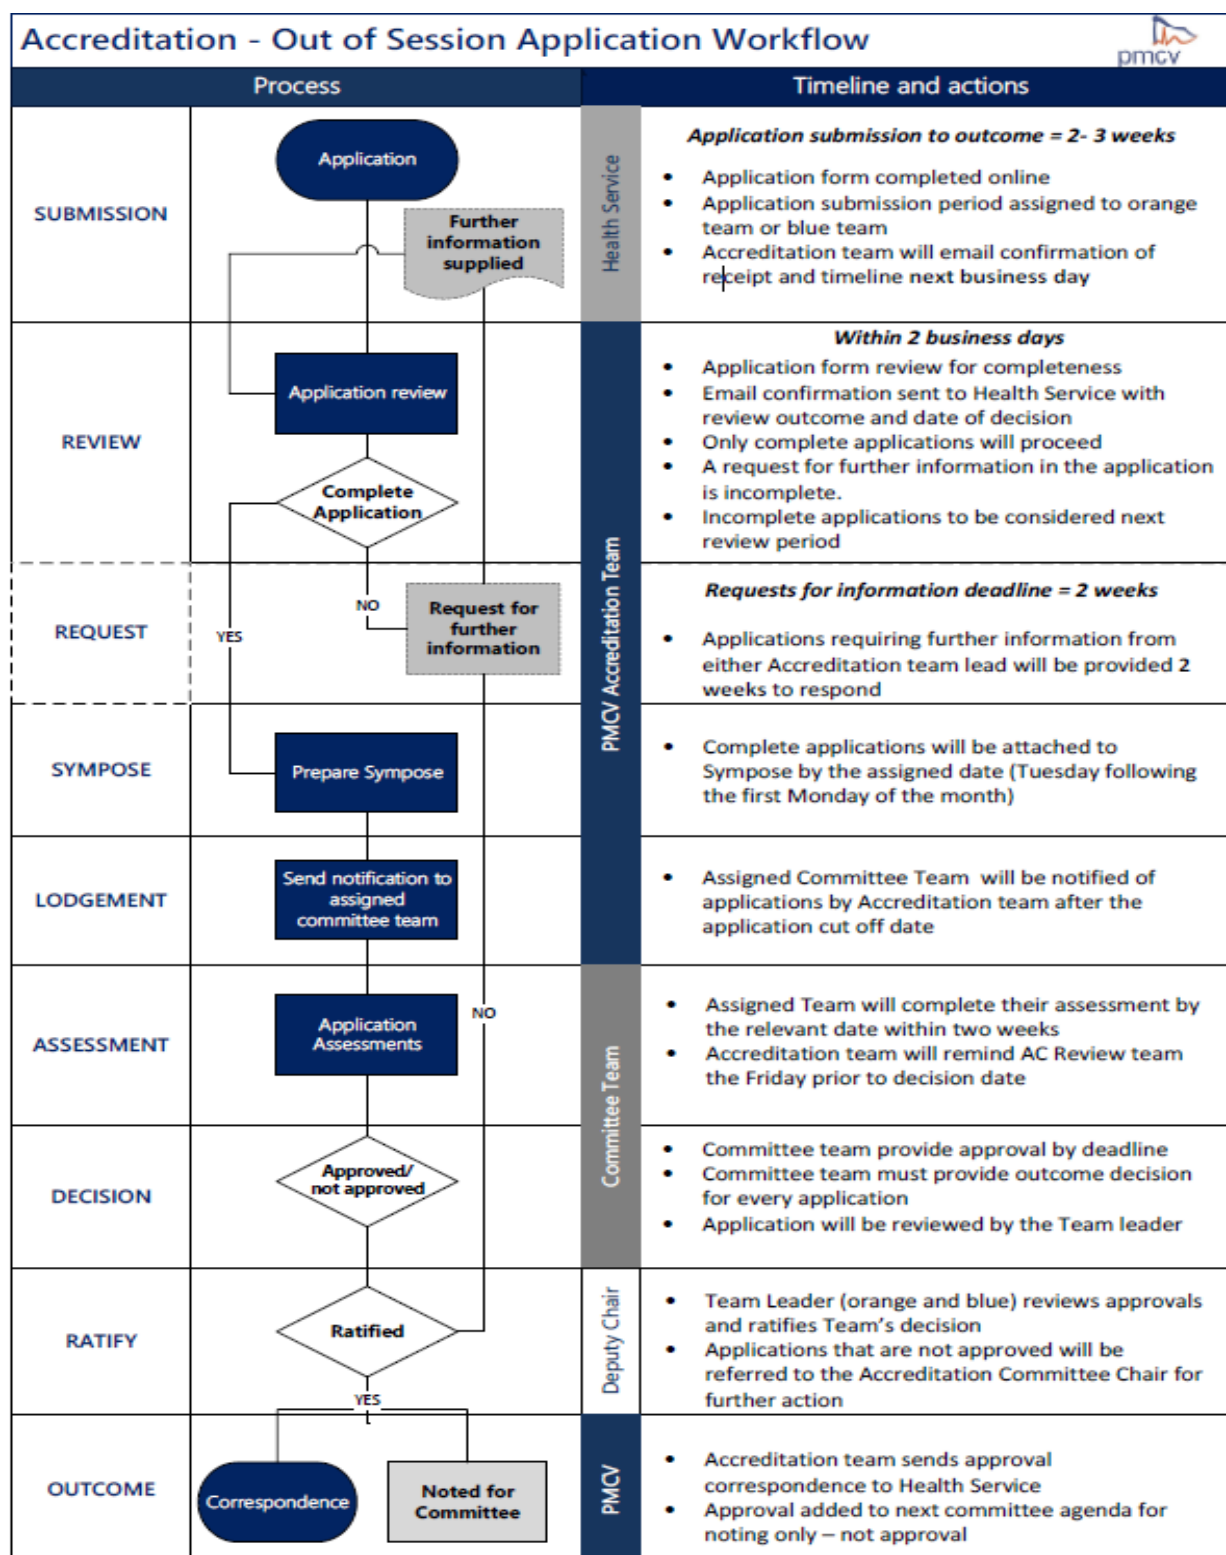 Accreditation - Out of Session Application Workflow
pmcv
Process
Timeline and actions
SUBMISSION
Application
Further
information
supplied
Health Service
Application submission to outcome = 2- 3 weeks
• Application form completed online
• Application submission period assigned to orange
team or blue team
• Accreditation team will email confirmation of
receipt and timeline next business day
REVIEW
Application review
Complete
Application
PMCV Accreditation Team
Within 2 business days
• Application form review for completeness
• Email confirmation sent to Health Service with
review outcome and date of decision
• Only complete applications will proceed
• A request for further information in the application
is incomplete.
• Incomplete applications to be considered next
review period
REQUEST
YES
NO
Request for
further
information
Requests for information deadline = 2 weeks
• Applications requiring further information from
either Accreditation team lead will be provided 2
weeks to respond
SYMPOSE
Prepare Sympose
• Complete applications will be attached to
Sympose by the assigned date (Tuesday following
the first Monday of the month)
LODGEMENT
Send notification to
assigned
committee team
• Assigned Committee Team will be notified of
applications by Accreditation team after the
application cut off date
ASSESSMENT
Application
Assessments
NO
Committee Team
• Assigned Team will complete their assessment by
the relevant date within two weeks
• Accreditation team will remind AC Review team
the Friday prior to decision date
DECISION
Approved/
not approved
• Committee team provide approval by deadline
• Committee team must provide outcome decision
for every application
• Application will be reviewed by the Team leader
RATIFY
Ratified
YES
Deputy Chair
• Team Leader (orange and blue) reviews approvals
and ratifies Team's decision
• Applications that are not approved will be
referred to the Accreditation Committee Chair for
further action
OUTCOME
Correspondence
Noted for
Committee
PMCV
• Accreditation team sends approval
correspondence to Health Service
• Approval added to next committee agenda for
noting only – not approval